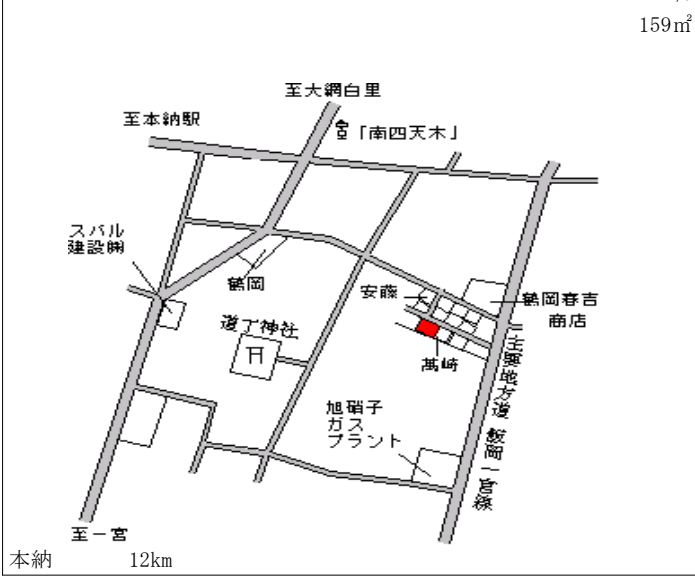 159㎡
至大網白里
至本納駅
「南四天木」
スバル
建設㈱
鶴岡
安藤
鶴岡春吉
商店
道了神社
萬崎
主要地方道 飯岡一宮線
旭硝子
ガス
プラント
至一宮
本納 12km